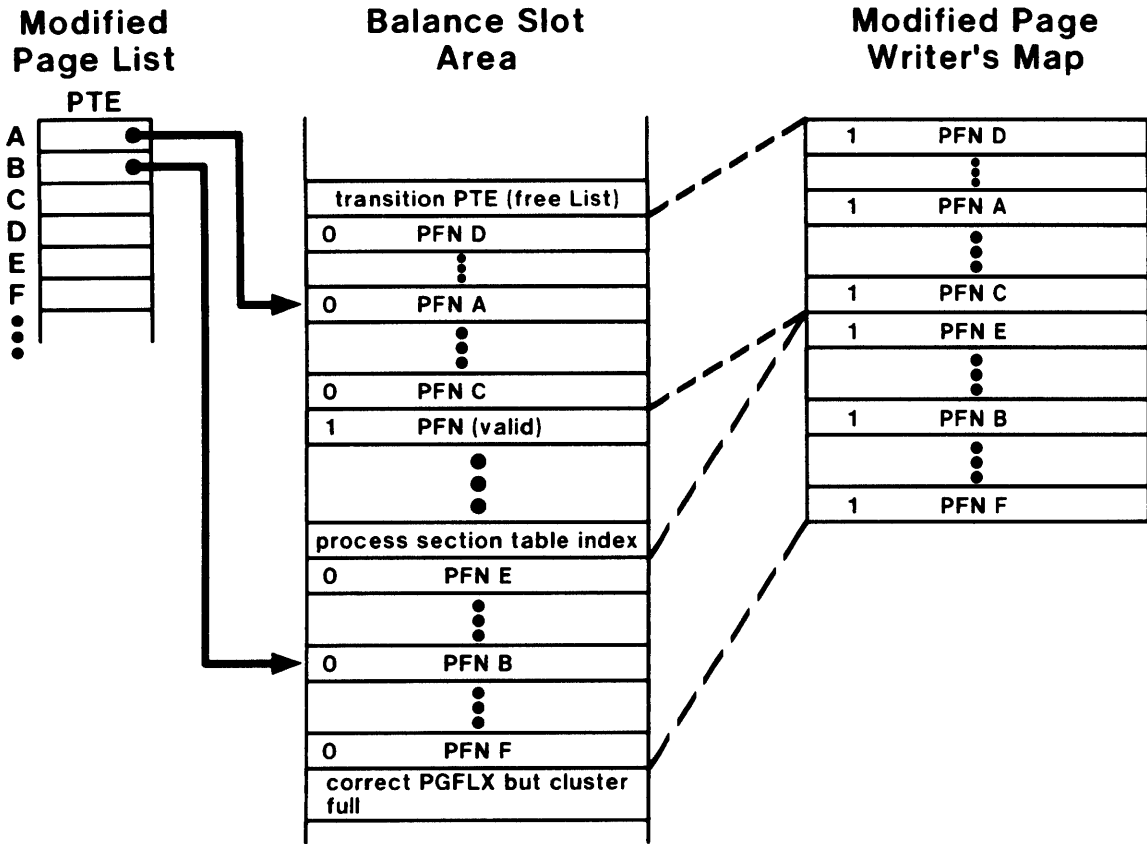 Modified
Page List
PTE
A
B
C
D
E
F
Balance Slot
Area
transition PTE (free List)
0 PFN D
0 PFN A
0 PFN C
1 PFN (valid)
process section table index
0 PFN E
0 PFN B
0 PFN F
correct PGFLX but cluster
full
Modified Page
Writer's Map
1 PFN D
1 PFN A
1 PFN C
1 PFN E
1 PFN B
1 PFN F